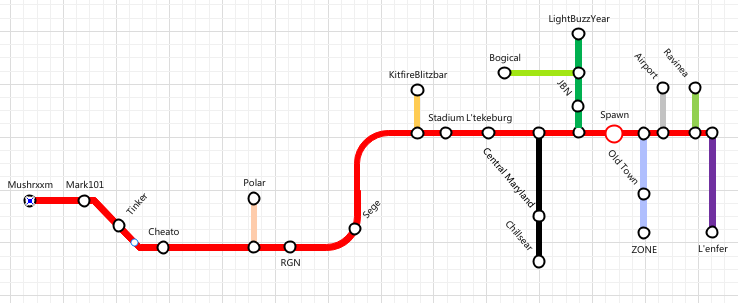 LightBuzzYear
Bogical
KitfireBlitzbar
JBN
Airport
Ravinea
Stadium
L'tekeburg
Spawn
Mushrxxm
Mark101
Tinker
Polar
Sege
Central Maryland
Old Town
Cheato
RGN
Chillsear
ZONE
L'enfer